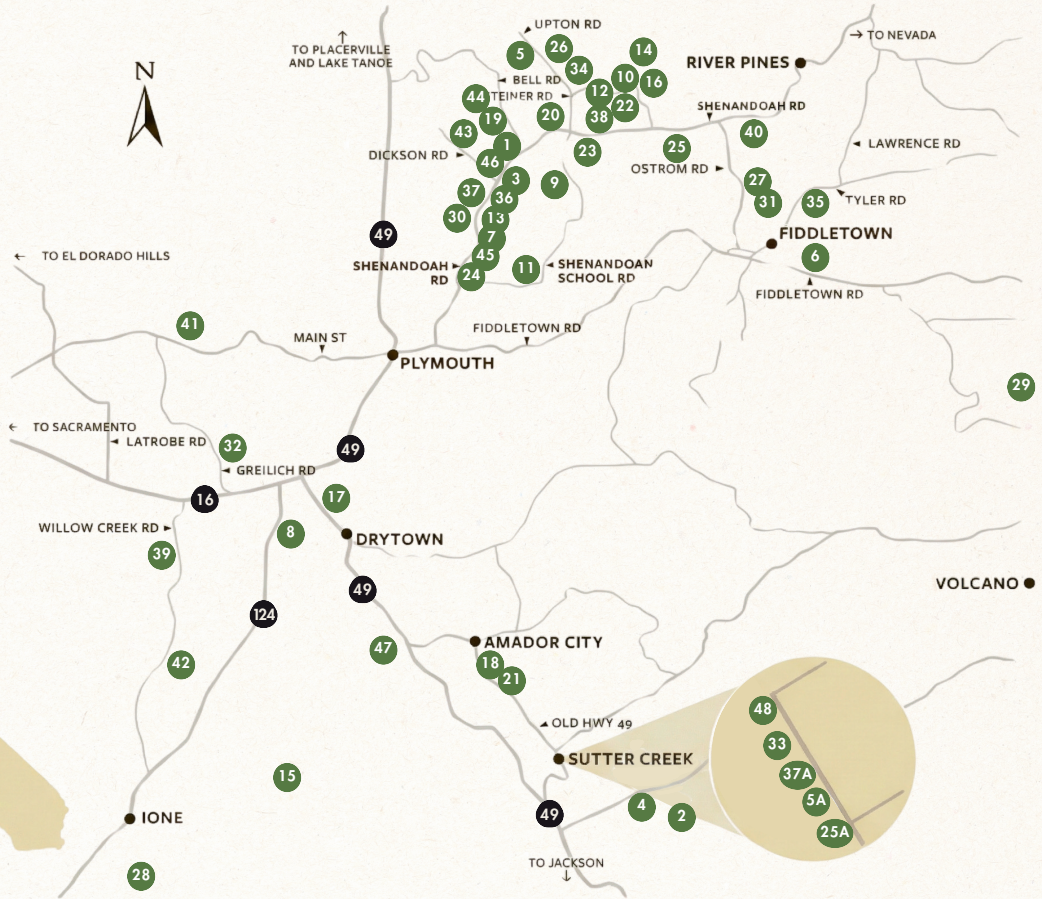 UPTON RD
TO PLACERVILLE
AND LAKE TANOE
TO NEVADA
N
5
26
14
34
RIVER PINES
BELL RD
10
16
44
TEINER RD
12
22
SHENANDOAH RD
19
20
38
43
40
1
DICKSON RD
46
23
25
LAWRENCE RD
OSTROM RD
3
9
27
37
36
31
35
TYLER RD
30
13
49
7
FIDDLETOWN
45
6
TO EL DORADO HILLS
SHENANDOAH
RD
24
11
SHENANDOAN
SCHOOL RD
FIDDLETOWN RD
41
MAIN ST
FIDDLETOWN RD
PLYMOUTH
29
TO SACRAMENTO
LATROBE RD
32
49
GREILICH RD
16
17
WILLOW CREEK RD
8
DRYTOWN
39
VOLCANO
49
124
47
AMADOR CITY
42
18
21
48
OLD HWY 49
33
SUTTER CREEK
15
37A
5A
4
2
49
IONE
25A
TO JACKSON
28